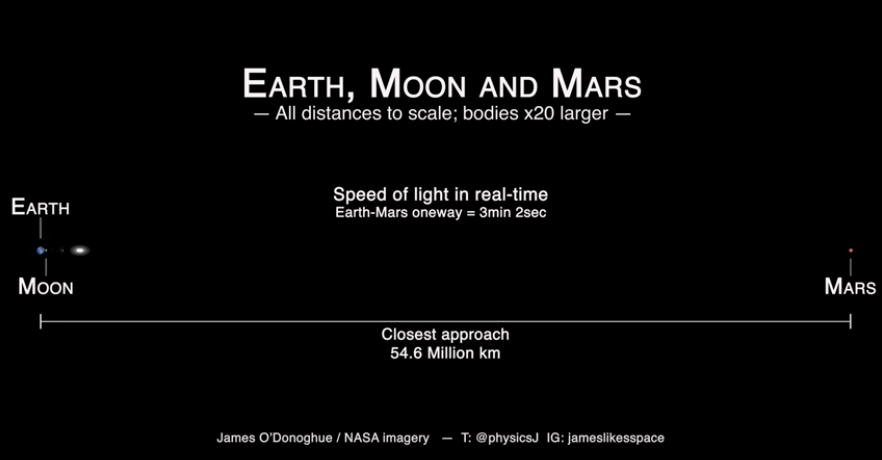 EARTH, MOON AND MARS
— All distances to scale; bodies x20 larger —
Speed of light in real-time
Earth-Mars oneway = 3min 2sec
EARTH
MOON
MARS
Closest approach
54.6 Million km
James O'Donoghue / NASA imagery — T: @physicsJ IG: jameslikesspace